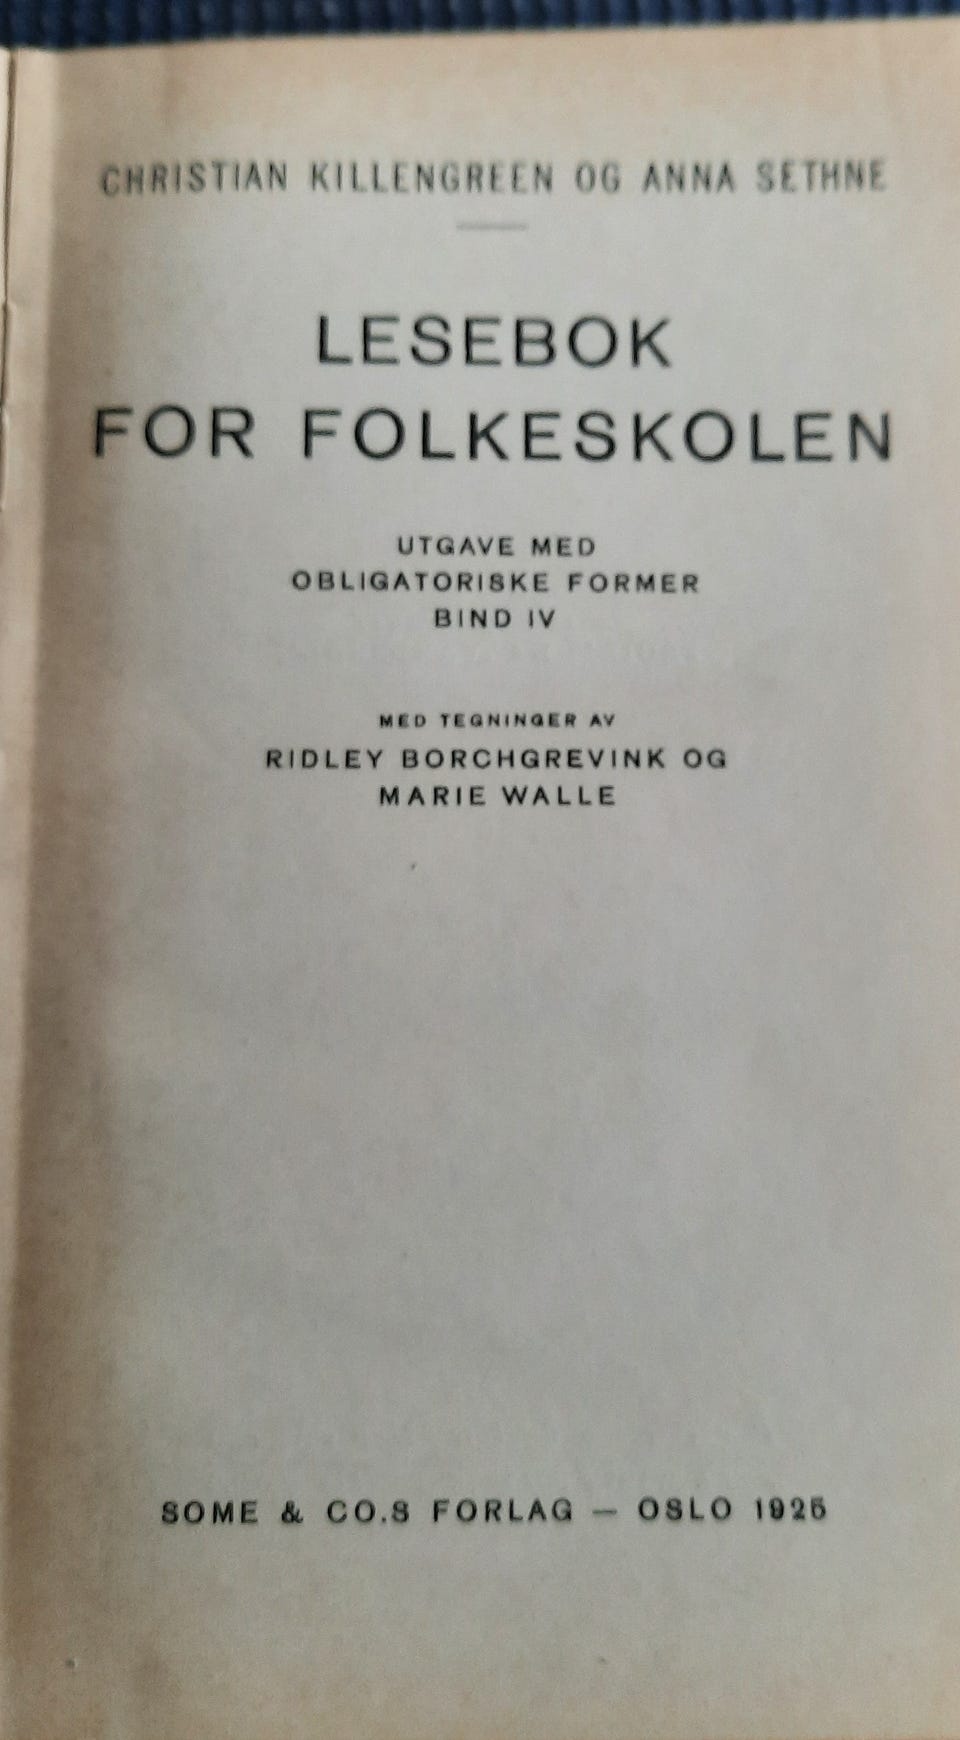 CHRISTIAN KILLENGREEN OG ANNA SETHNE
LESEBOK
FOR FOLKESKOLEN
UTGAVE MED
OBLIGATORISKE FORMER
BIND IV
MED TEGNINGER AV
RIDLEY BORCHGREVINK OG
MARIE WALLE
SOME & CO.S FORLAG — OSLO